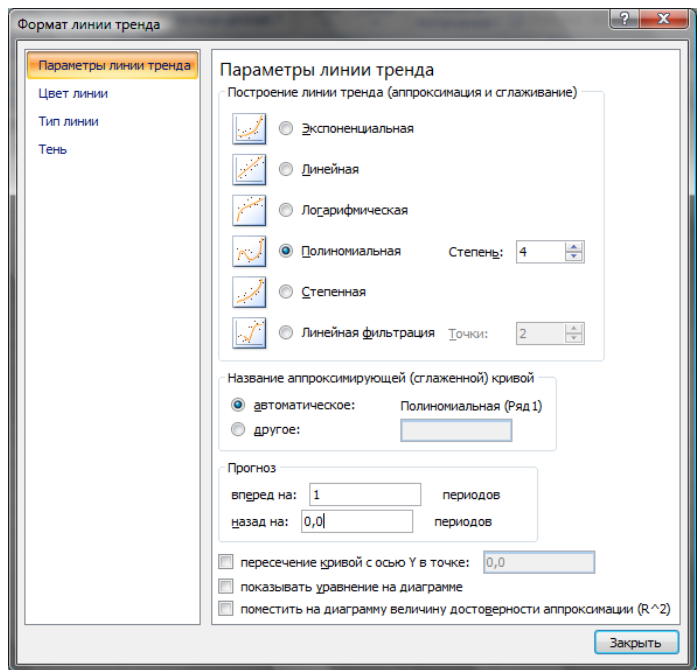 Формат линии тренда
Параметры линии тренда
Цвет линии
Тип линии
Тень
Параметры линии тренда
Построение линии тренда (аппроксимация и сглаживание)
Экспоненциальная
Линейная
Логарифмическая
Полиномиальная Степень: 4
Степенная
Линейная фильтрация Точки: 2
Название аппроксимирующей (сглаженной) кривой
автоматическое: Полиномиальная (Ряд1)
другое:
Прогноз
вперед на: 1 периодов
назад на: 0,0 периодов
пересечение кривой с осью Y в точке: 0,0
показывать уравнение на диаграмме
поместить на диаграмму величину достоверности аппроксимации (R^2)
Закрыть